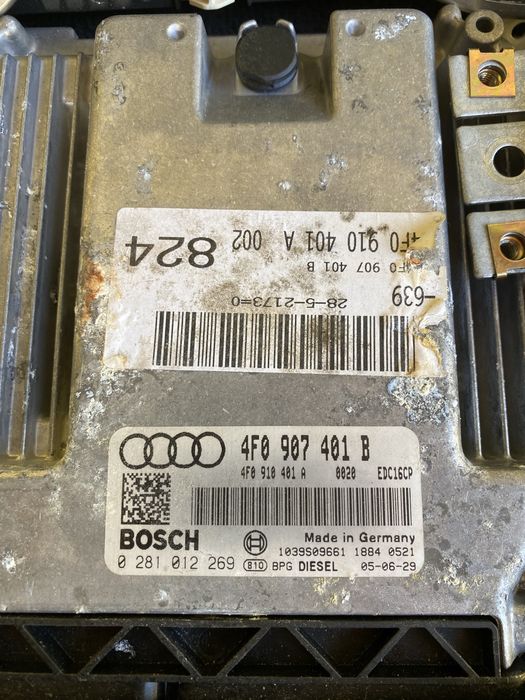 4F0 910 401 A 002 824
4F0 907 401 B
-639
28-5-2173=0
4F0 907 401 B
4F0 910 401 A 0020 EDC16CP
BOSCH
Made in Germany
1039S09661 1884 0521
0 281 012 269 810 BPG DIESEL 05-06-29